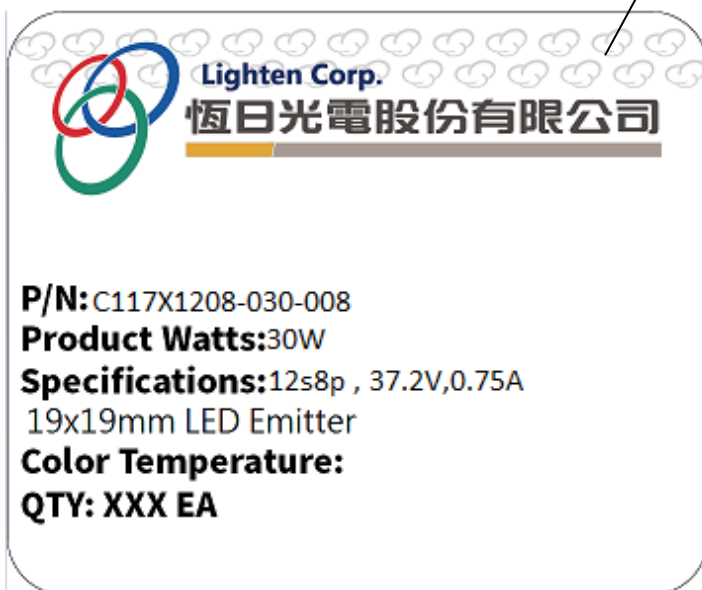 Lighten Corp.
恆日光電股份有限公司
P/N: C117X1208-030-008
Product Watts:30W
Specifications:12s8p , 37.2V,0.75A
19x19mm LED Emitter
Color Temperature:
QTY: XXX EA